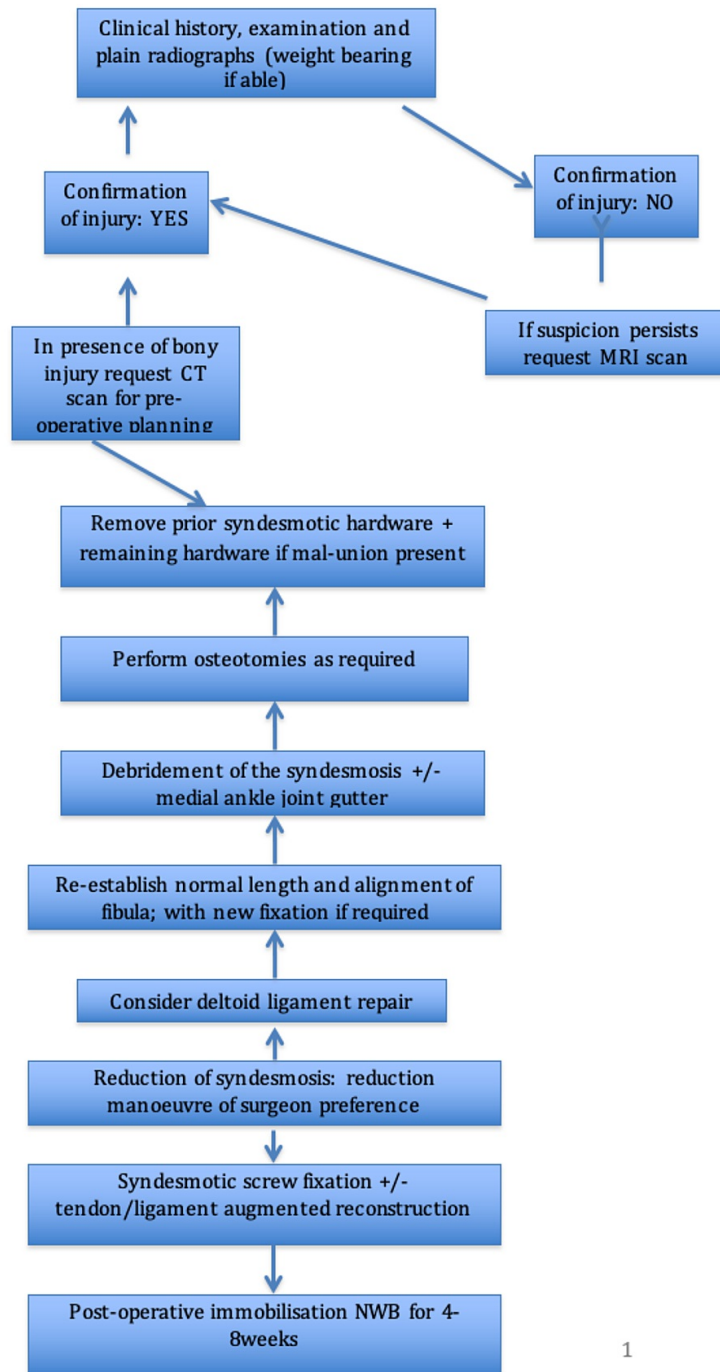 Clinical history, examination and
plain radiographs (weight bearing
if able)
Confirmation
of injury: YES
Confirmation
of injury: NO
If suspicion persists
request MRI scan
In presence of bony
injury request CT
scan for pre-
operative planning
Remove prior syndesmotic hardware +
remaining hardware if mal-union present
Perform osteotomies as required
Debridement of the syndesmosis +/-
medial ankle joint gutter
Re-establish normal length and alignment of
fibula; with new fixation if required
Consider deltoid ligament repair
Reduction of syndesmosis: reduction
manoeuvre of surgeon preference
Syndesmotic screw fixation +/-
tendon/ligament augmented reconstruction
Post-operative immobilisation NWB for 4-
8weeks
1